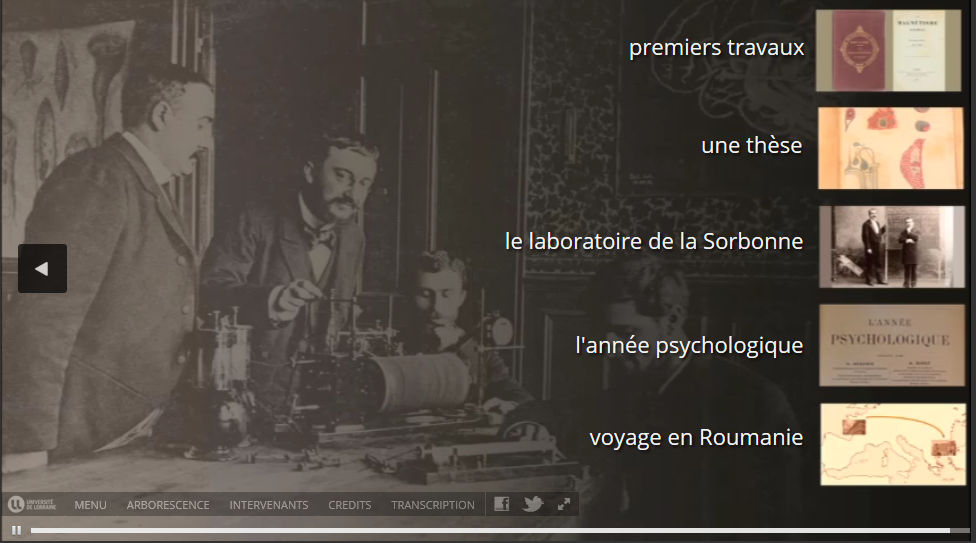 premiers travaux
MAGNÉTISME
une thèse
le laboratoire de la Sorbonne
l'année psychologique
L'ANNÉE
PSYCHOLOGIQUE
voyage en Roumanie
UNIVERSITÉ
DE LORRAINE
MENU
ARBORESCENCE
INTERVENANTS
CREDITS
TRANSCRIPTION